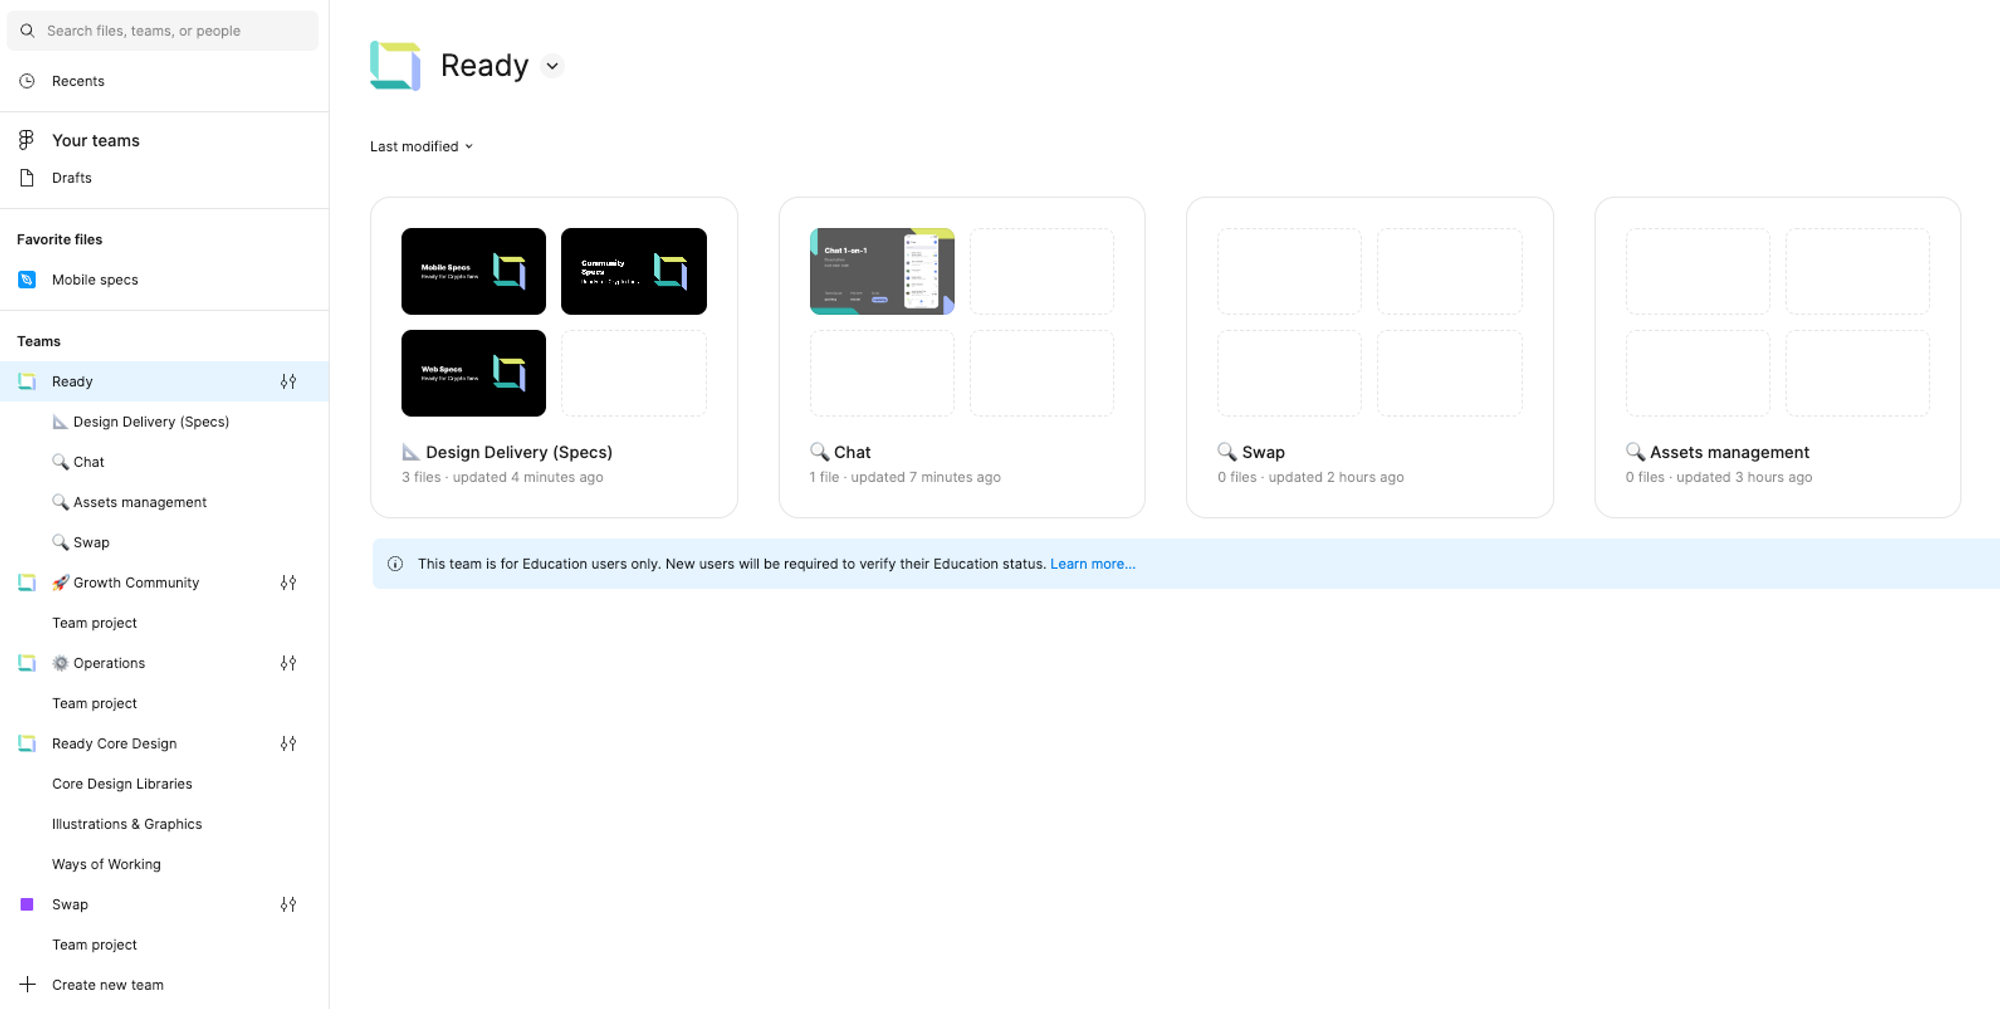 Search files, teams, or people
Recents
Your teams
Drafts
Favorite files
Mobile specs
Teams
Ready
Design Delivery (Specs)
Chat
Assets management
Swap
Growth Community
Team project
Operations
Team project
Ready Core Design
Core Design Libraries
Illustrations & Graphics
Ways of Working
Swap
Team project
Create new team
Ready
Last modified
Mobile Specs
Ready for Crypto fans
Community
Specs
Web Specs
Ready for Crypto fans
Design Delivery (Specs)
3 files · updated 4 minutes ago
Chat 1-on-1
Chat
1 file · updated 7 minutes ago
Swap
0 files · updated 2 hours ago
Assets management
0 files · updated 3 hours ago
This team is for Education users only. New users will be required to verify their Education status. Learn more...